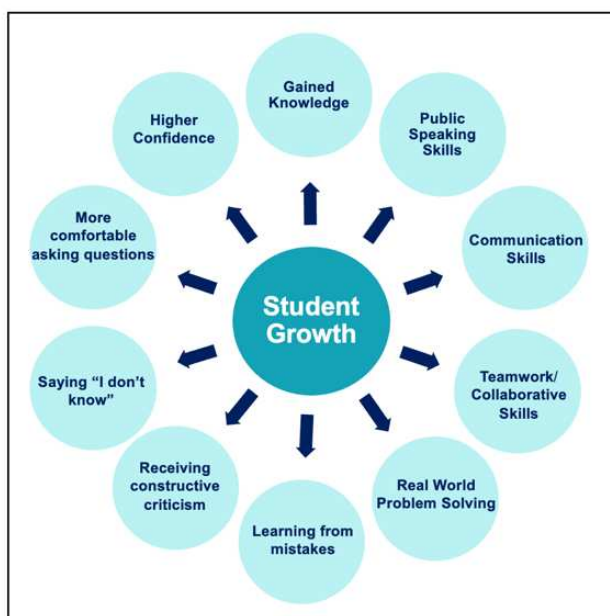 Student
Growth
Gained
Knowledge
Public
Speaking
Skills
Communication
Skills
Teamwork/
Collaborative
Skills
Real World
Problem Solving
Learning from
mistakes
Receiving
constructive
criticism
Saying “I don’t
know”
More
comfortable
asking questions
Higher
Confidence